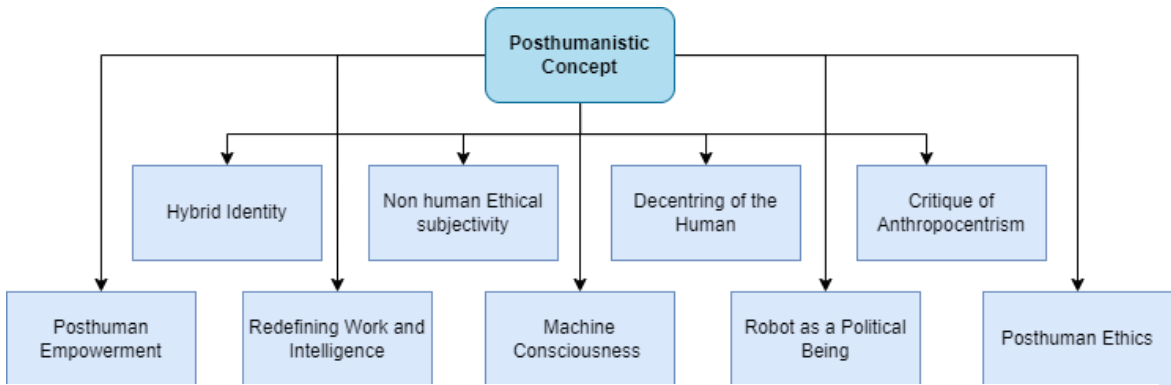 Posthumanistic
Concept
Hybrid Identity
Non human Ethical
subjectivity
Decentring of the
Human
Critique of
Anthropocentrism
Posthuman
Empowerment
Redefining Work and
Intelligence
Machine
Consciousness
Robot as a Political
Being
Posthuman Ethics